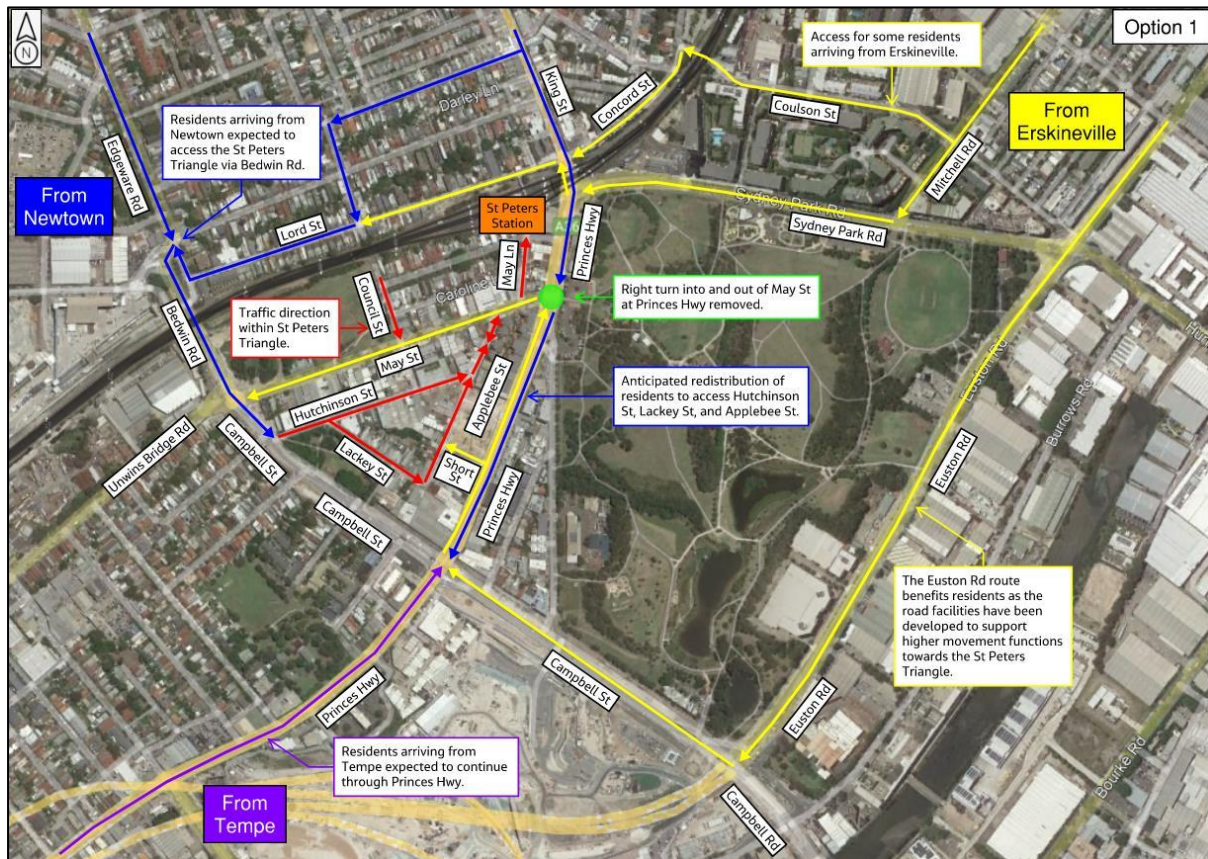 Option 1
N
Access for some residents
arriving from Erskineville.
King St
Concord St
Coulson St
From
Erskineville
Darley Ln
Residents arriving from
Newtown expected to
access the St Peters
Triangle via Bedwin Rd.
Edgeware Rd
Mitchell Rd
From
Newtown
St Peters
Station
Sydney Park Rd
Sydney Park Rd
Lord St
Princes Hwy
May Ln
Caroline
Council St
Right turn into and out of May St
at Princes Hwy removed.
Traffic direction
within St Peters
Triangle.
Bedwin Rd
May St
Euston Rd
Burrows Rd
Hutchinson St
Applebee St
Anticipated redistribution of
residents to access Hutchinson
St, Lackey St, and Applebee St.
Unwins Bridge Rd
Campbell St
Lackey St
Short
St
Euston Rd
Campbell St
Princes Hwy
The Euston Rd route
benefits residents as the
road facilities have been
developed to support
higher movement functions
towards the St Peters
Triangle.
Campbell St
Princes Hwy
Euston Rd
Residents arriving from
Tempe expected to continue
through Princes Hwy.
Bourke Rd
From
Tempe
Campbell Rd